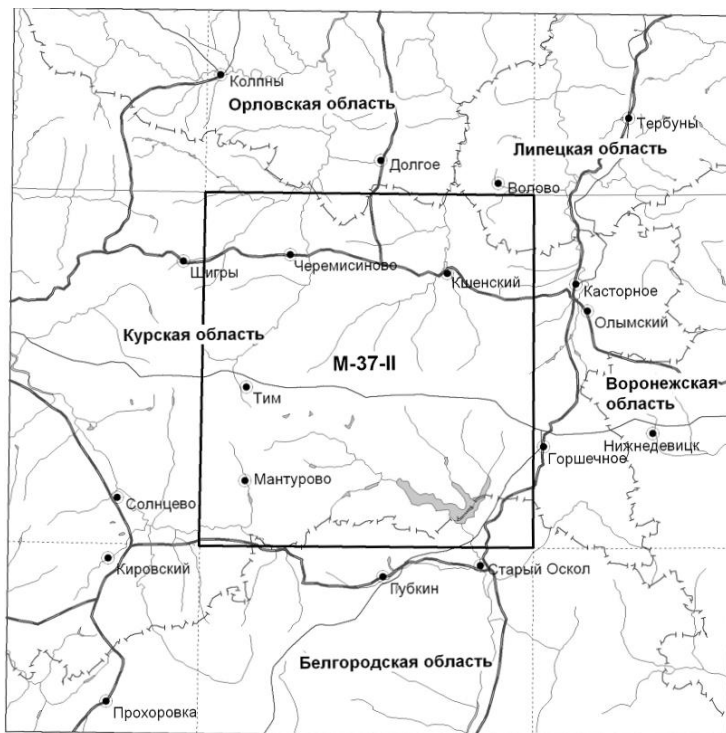 Колпны
Орловская область
Тербуны
Липецкая область
Долгое
Волово
Щигры
Черемисиново
Кшенский
Касторное
Олымский
Курская область
М-37-II
Воронежская
область
Тим
Нижнедевицк
Горшечное
Мантурово
Солнцево
Кировский
Старый Оскол
Губкин
Белгородская область
Прохоровка